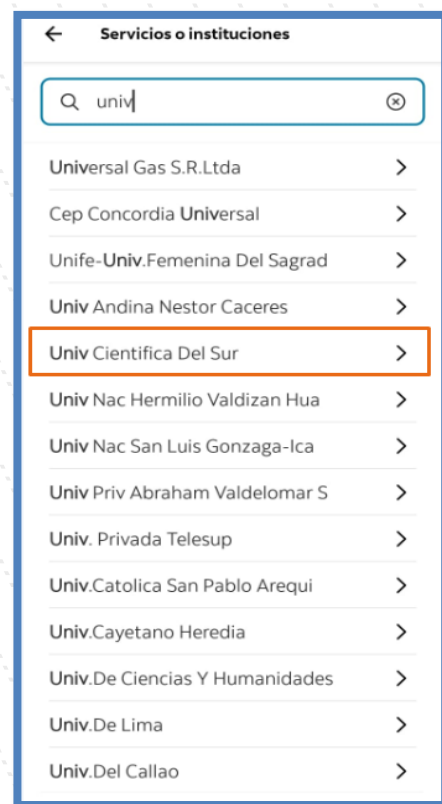 Servicios o instituciones
univ
Universal Gas S.R.Ltda
Cep Concordia Universal
Unife-Univ.Femenina Del Sagrad
Univ Andina Nestor Caceres
Univ Cientifica Del Sur
Univ Nac Hermilio Valdizan Hua
Univ Nac San Luis Gonzaga-Ica
Univ Priv Abraham Valdelomar S
Univ. Privada Telesup
Univ.Catolica San Pablo Arequi
Univ.Cayetano Heredia
Univ.De Ciencias Y Humanidades
Univ.De Lima
Univ.Del Callao